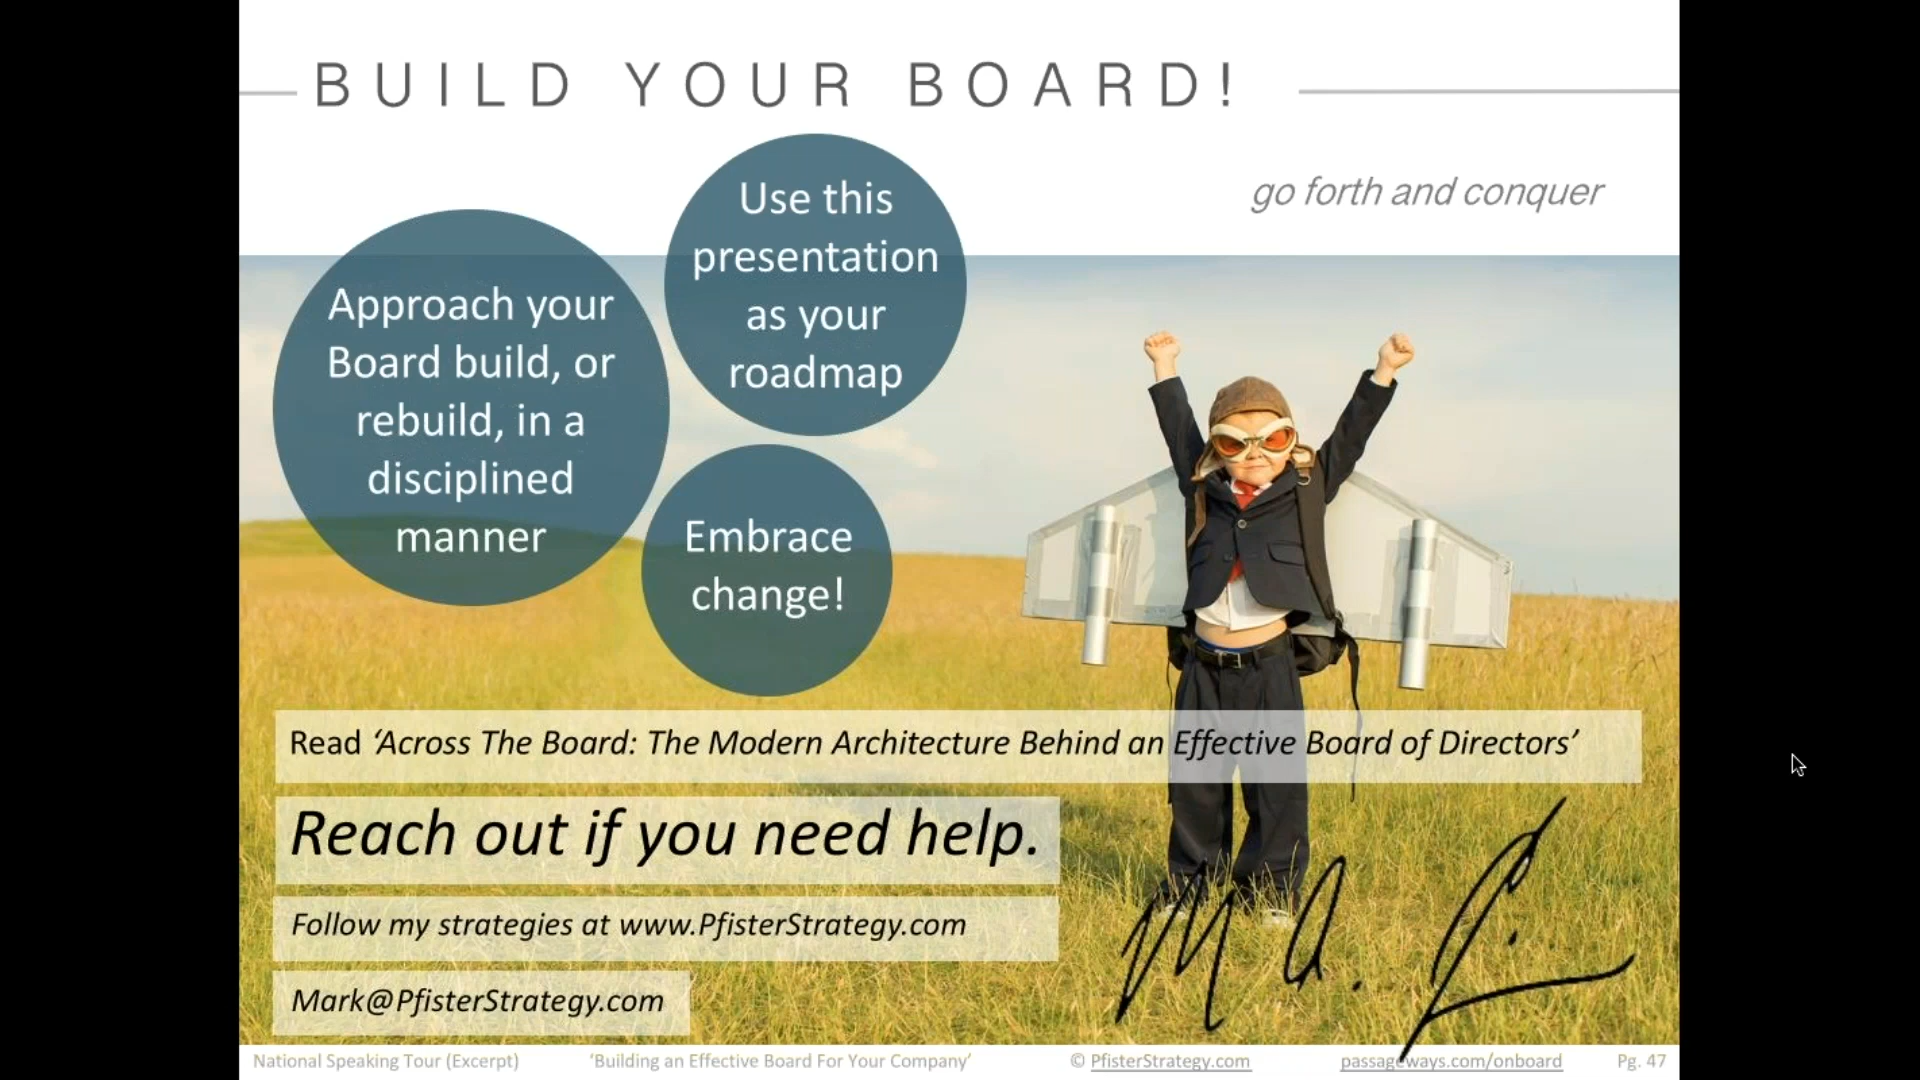 BUILD YOUR BOARD!
go forth and conquer
Use this
presentation
as your
roadmap
Approach your
Board build, or
rebuild, in a
disciplined
manner
Embrace
change!
Read ‘Across The Board: The Modern Architecture Behind an Effective Board of Directors’
Reach out if you need help.
Follow my strategies at www.PfisterStrategy.com
Mark@PfisterStrategy.com
National Speaking Tour (Excerpt) ‘Building an Effective Board For Your Company’ © PfisterStrategy.com passageways.com/onboard Pg. 47